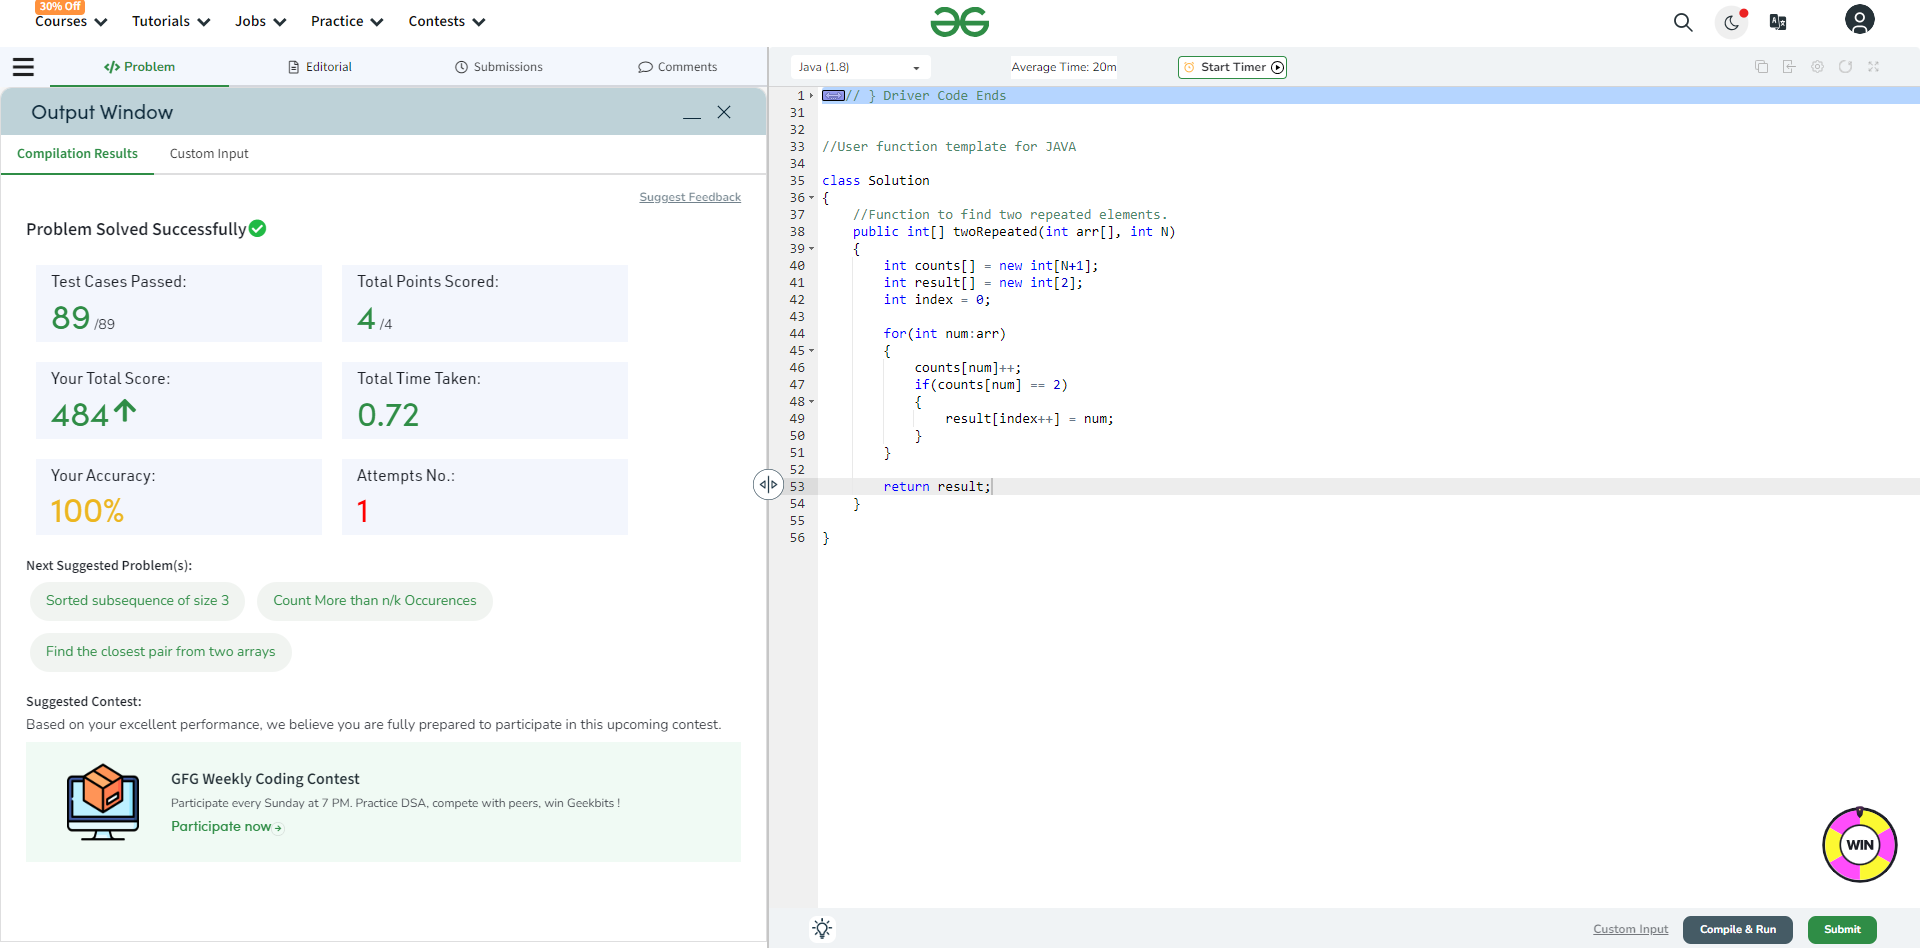 30% Off
Courses Tutorials Jobs Practice Contests
Problem Editorial Submissions Comments
Java (1.8) Average Time: 20m Start Timer
Output Window
Compilation Results Custom Input
Suggest Feedback
Problem Solved Successfully
Test Cases Passed: Total Points Scored:
89 /89 4 /4
Your Total Score: Total Time Taken:
484 0.72
Your Accuracy: Attempts No.:
100% 1
Next Suggested Problem(s):
Sorted subsequence of size 3 Count More than n/k Occurences
Find the closest pair from two arrays
Suggested Contest:
Based on your excellent performance, we believe you are fully prepared to participate in this upcoming contest.
GFG Weekly Coding Contest
Participate every Sunday at 7 PM. Practice DSA, compete with peers, win Geekbits !
Participate now
1 // } Driver Code Ends
31
32
33 //User function template for JAVA
34
35 class Solution
36 {
37 //Function to find two repeated elements.
38 public int[] twoRepeated(int arr[], int N)
39 {
40 int counts[] = new int[N+1];
41 int result[] = new int[2];
42 int index = 0;
43
44 for(int num:arr)
45 {
46 counts[num]++;
47 if(counts[num] == 2)
48 {
49 result[index++] = num;
50 }
51 }
52
53 return result;
54 }
55
56 }
WIN
Custom Input Compile & Run Submit